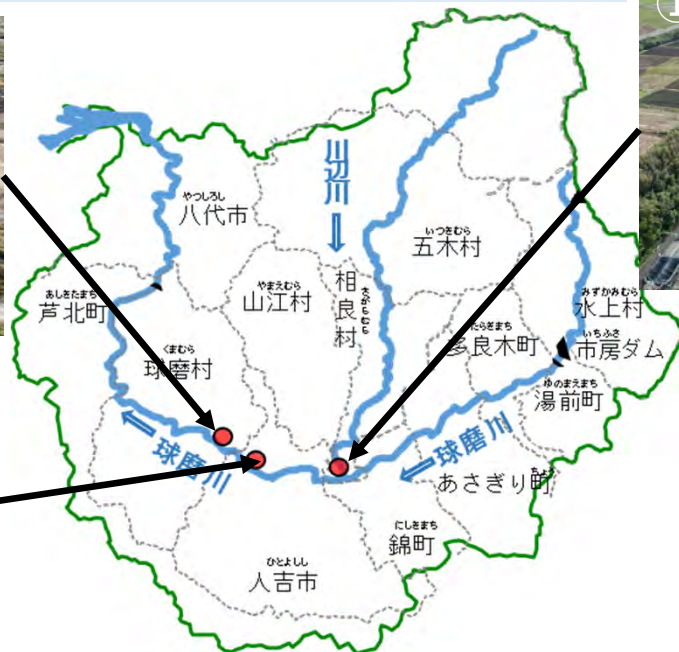 ①
川辺川
やつしろし
八代市
いつきむら
五木村
あしきたまち
芦北町
やまえむら
山江村
さがらむら
相良村
みずかみむら
水上村
くまむら
球磨村
たらぎまち
多良木町
いちふさ
市房ダム
ゆのまえまち
湯前町
球磨川
球磨川
あさぎり町
にしきまち
錦町
ひとよしし
人吉市